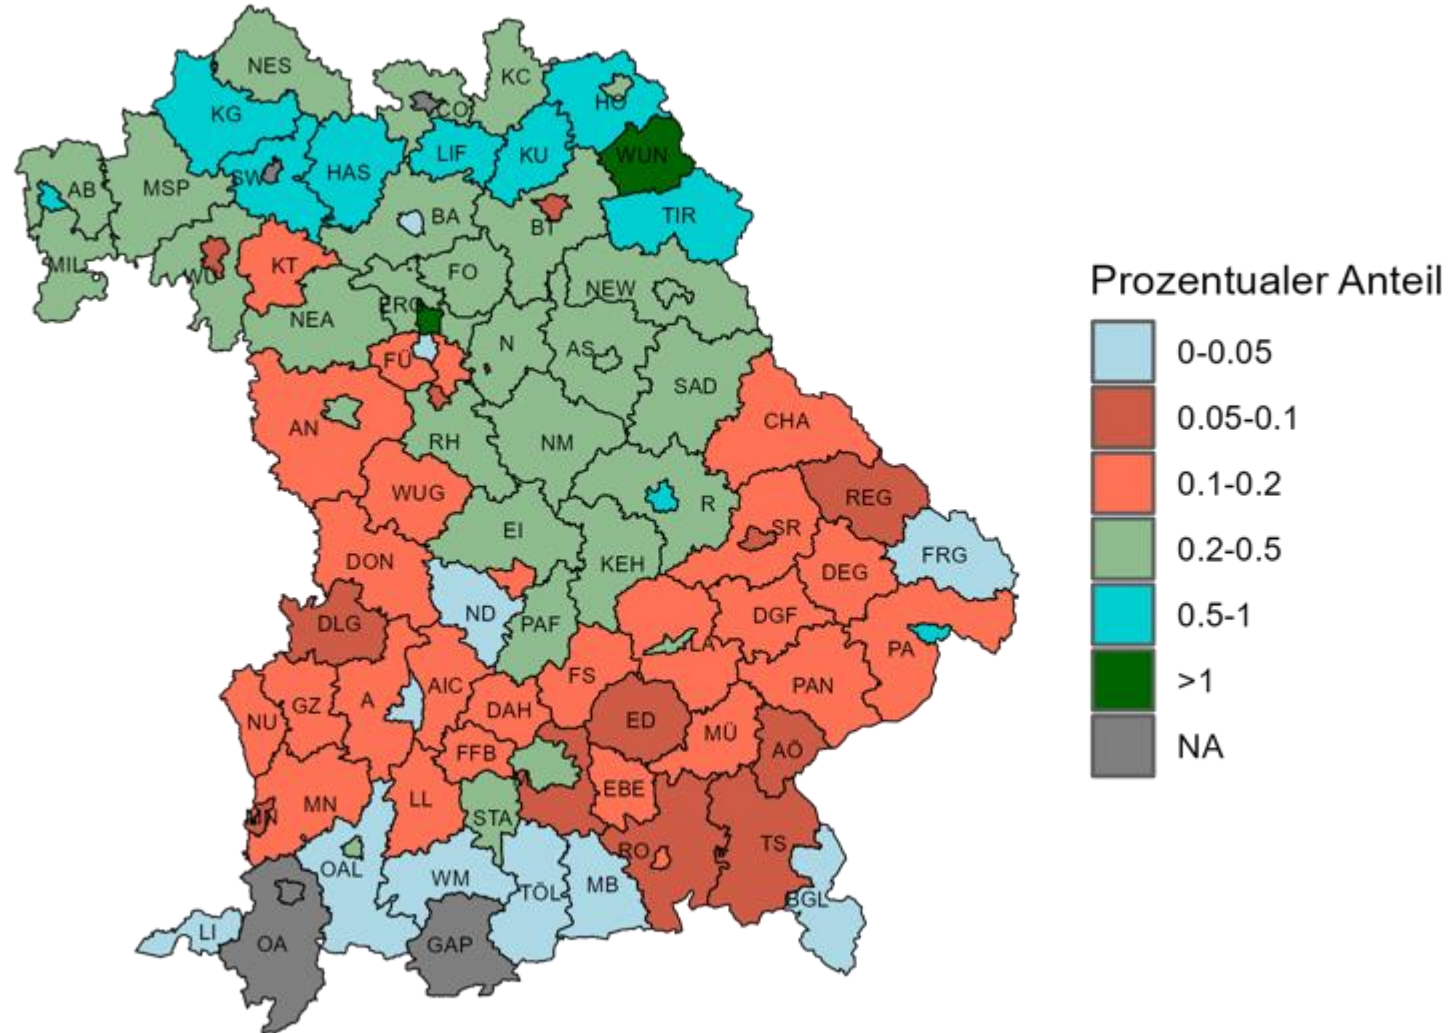 NES
KC
KG
CO
HO
SW
HAS
LIF
KU
WUN
AB
MSP
BA
BT
TIR
MIL
WÜ
KT
FO
NEW
NEA
ERG
FÜ
N
AS
SAD
AN
RH
NM
CHA
WUG
R
REG
EI
SR
FRG
DON
KEH
DEG
ND
PAF
DGF
DLG
LA
PA
NU
GZ
A
AIC
FS
PAN
DAH
ED
MÜ
AÖ
FFB
MN
MN
LL
EBE
STA
OAL
WM
TÖL
MB
RO
TS
BGL
LI
OA
GAP
Prozentualer Anteil
0-0.05
0.05-0.1
0.1-0.2
0.2-0.5
0.5-1
>1
NA